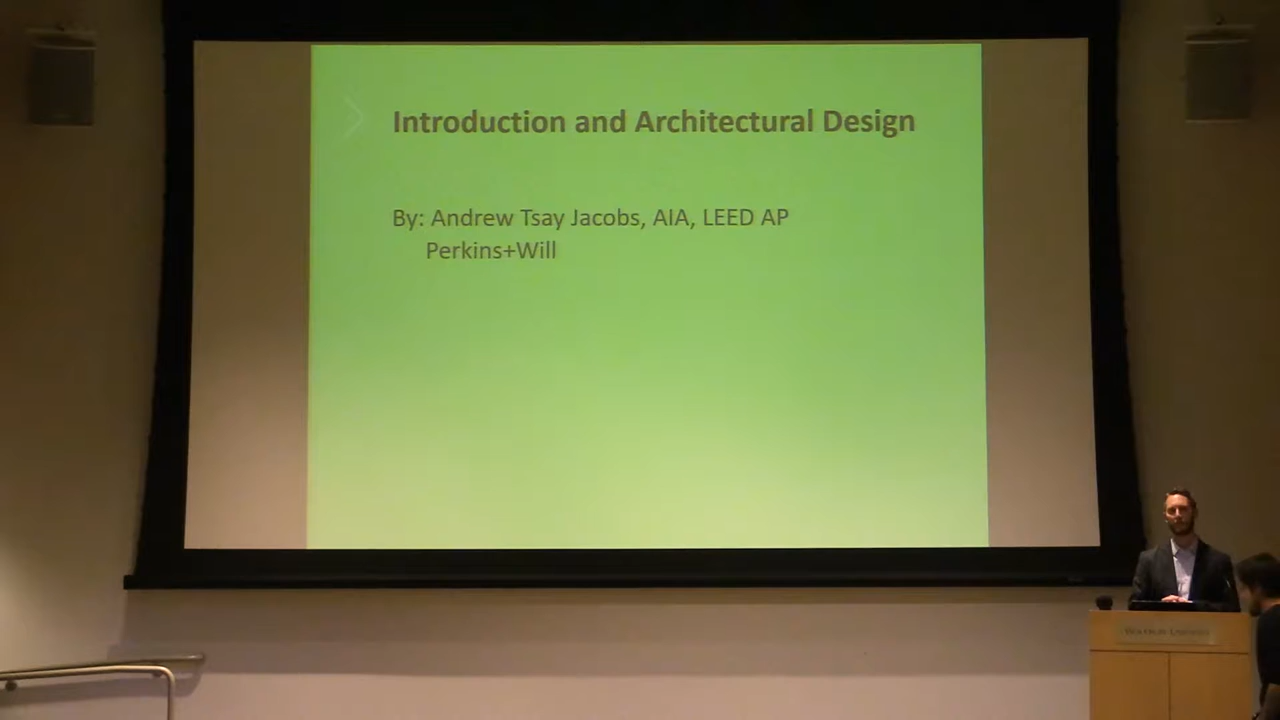 Introduction and Architectural Design
By: Andrew Tsay Jacobs, AIA, LEED AP
Perkins+Will